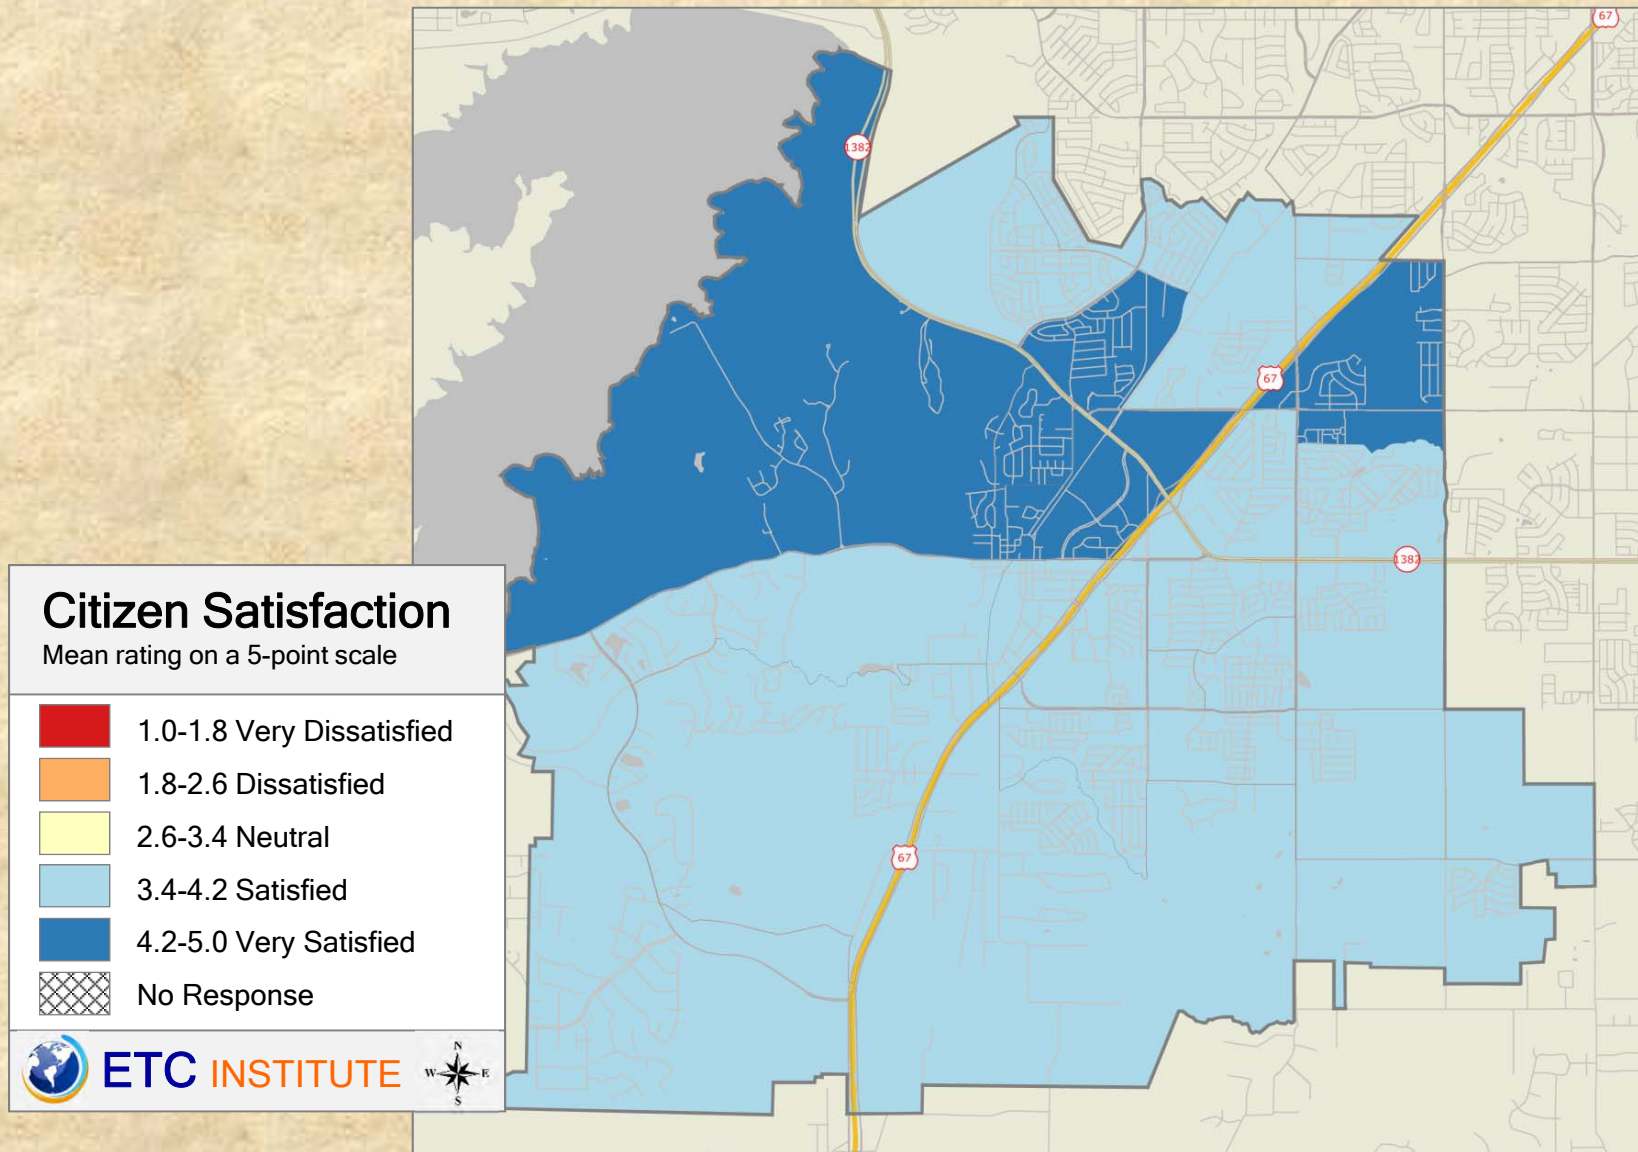 67
1382
67
1382
67
Citizen Satisfaction
Mean rating on a 5-point scale
1.0-1.8 Very Dissatisfied
1.8-2.6 Dissatisfied
2.6-3.4 Neutral
3.4-4.2 Satisfied
4.2-5.0 Very Satisfied
No Response
ETC INSTITUTE
N
W E
S